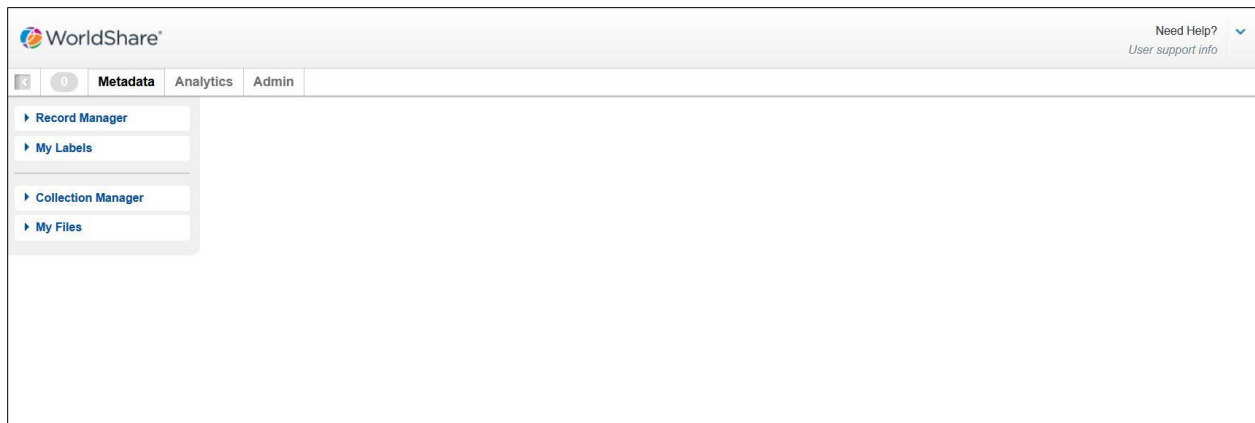 WorldShare®
Need Help?
User support info
0 Metadata Analytics Admin
Record Manager
My Labels
Collection Manager
My Files